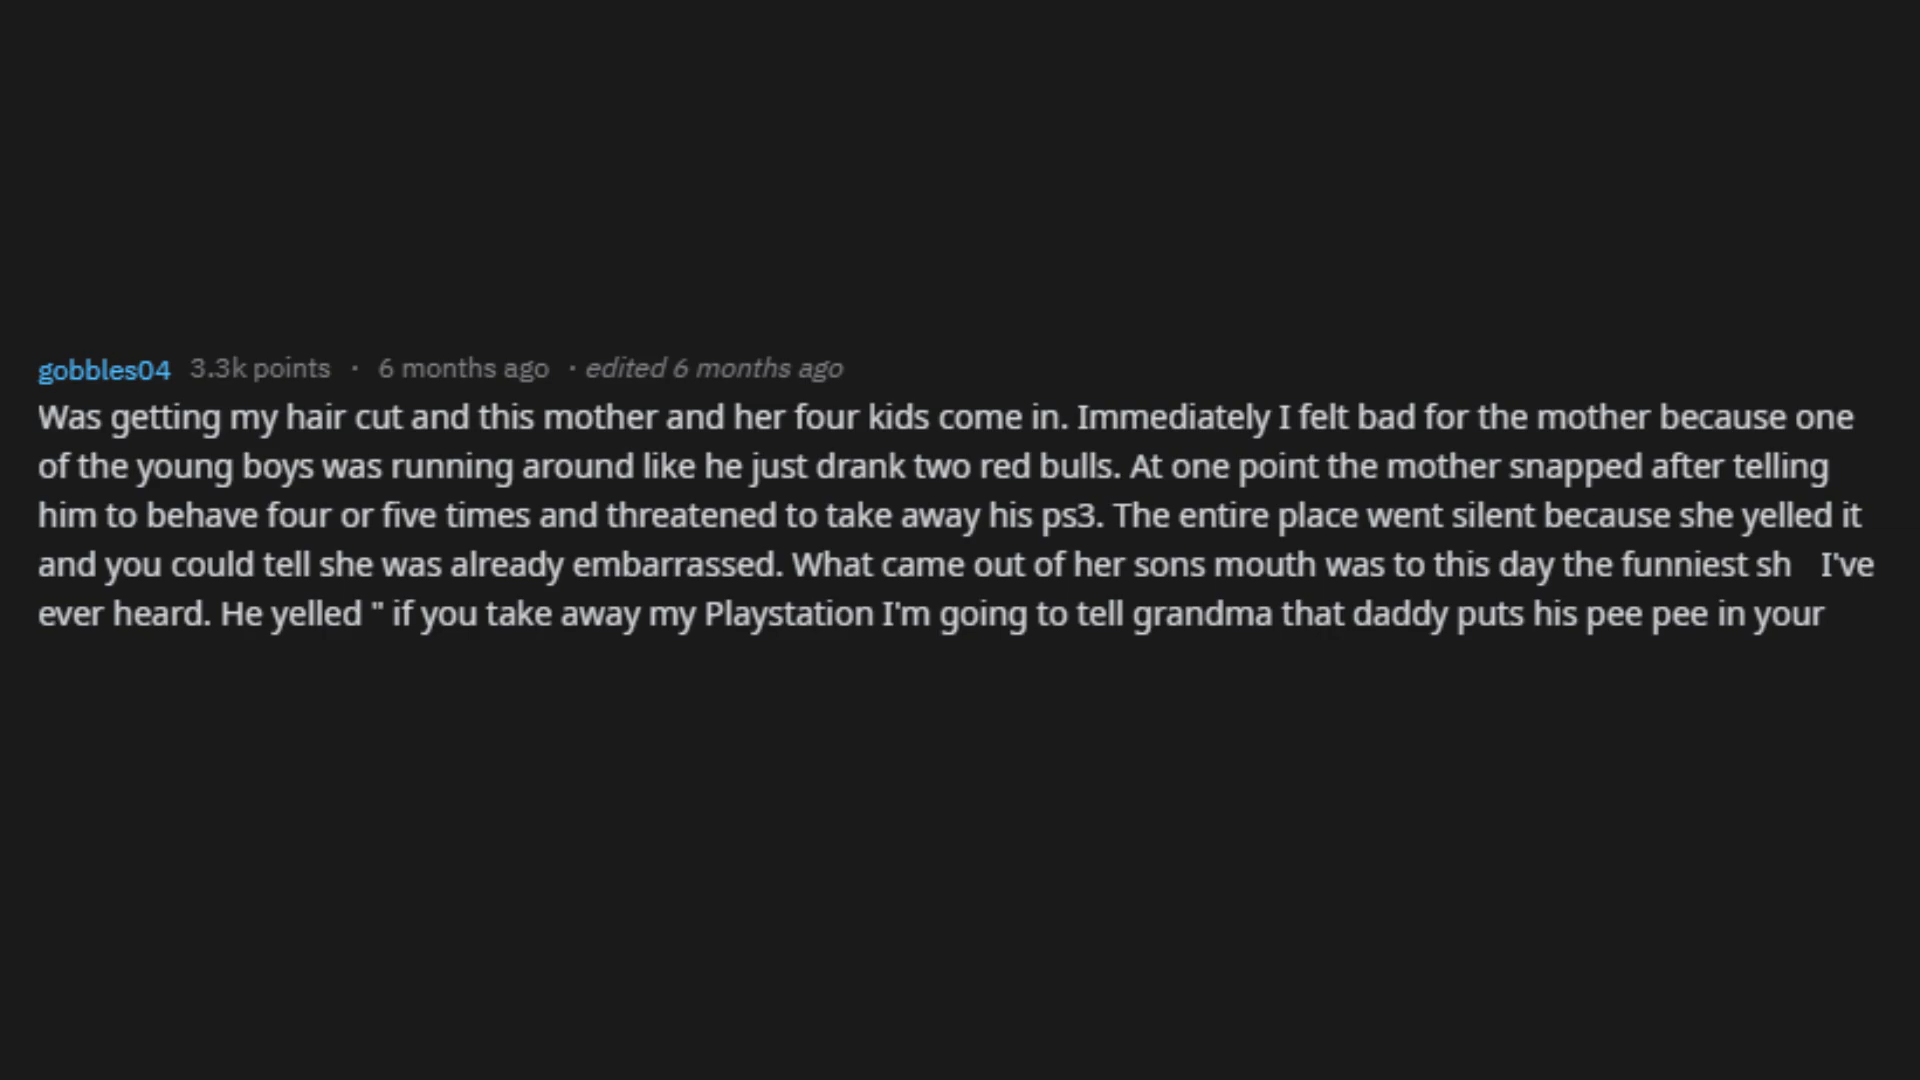 gobbles04 3.3k points · 6 months ago · edited 6 months ago
Was getting my hair cut and this mother and her four kids come in. Immediately I felt bad for the mother because one
of the young boys was running around like he just drank two red bulls. At one point the mother snapped after telling
him to behave four or five times and threatened to take away his ps3. The entire place went silent because she yelled it
and you could tell she was already embarrassed. What came out of her sons mouth was to this day the funniest sh I've
ever heard. He yelled " if you take away my Playstation I'm going to tell grandma that daddy puts his pee pee in your